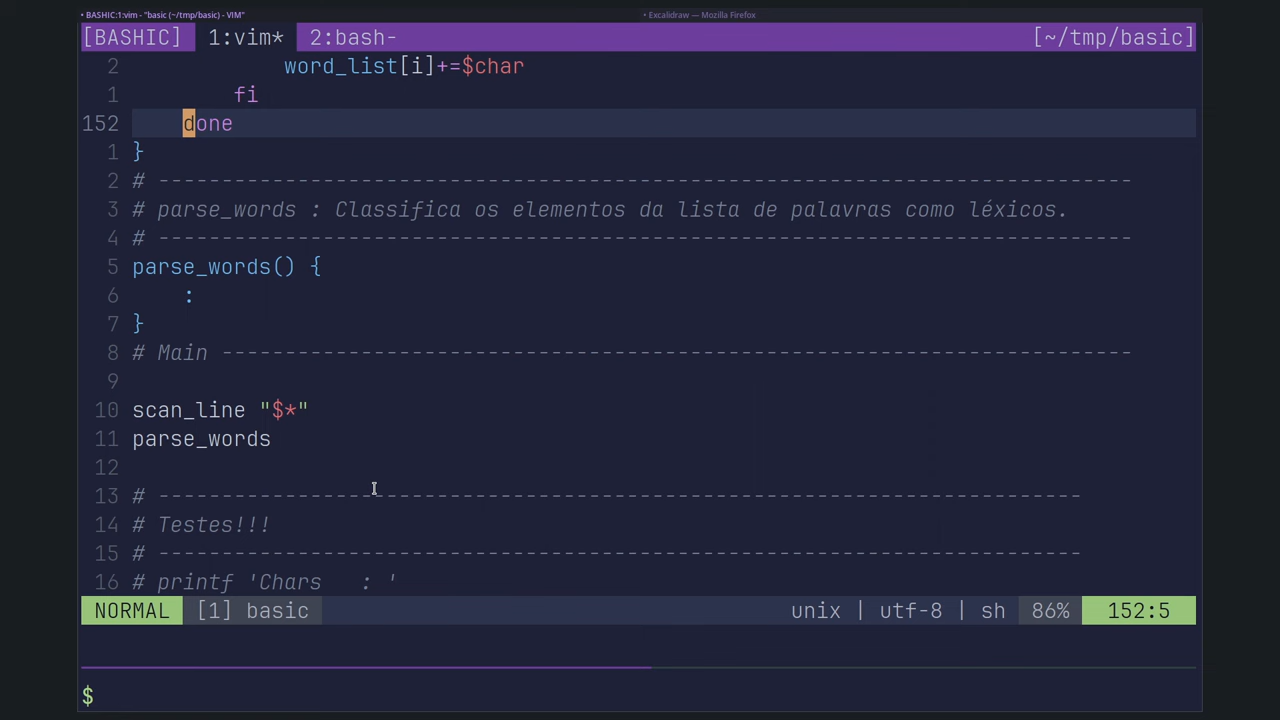 • BASHIC:1:vim - "basic (~/tmp/basic) - VIM"
• Excalidraw — Mozilla Firefox
[BASHIC] 1:vim* 2:bash- [~/tmp/basic]
2 word_list[i]+=$char
1 fi
152 done
1 }
2 # -----------------------------------------------------------------------------
3 # parse_words : Classifica os elementos da lista de palavras como léxicos.
4 # -----------------------------------------------------------------------------
5 parse_words() {
6 :
7 }
8 # Main ------------------------------------------------------------------------
9
10 scan_line "$*"
11 parse_words
12
13 # -------------------------------------------------------------------------
14 # Testes!!!
15 # -------------------------------------------------------------------------
16 # printf 'Chars : '
NORMAL [1] basic unix | utf-8 | sh 86% 152:5
$